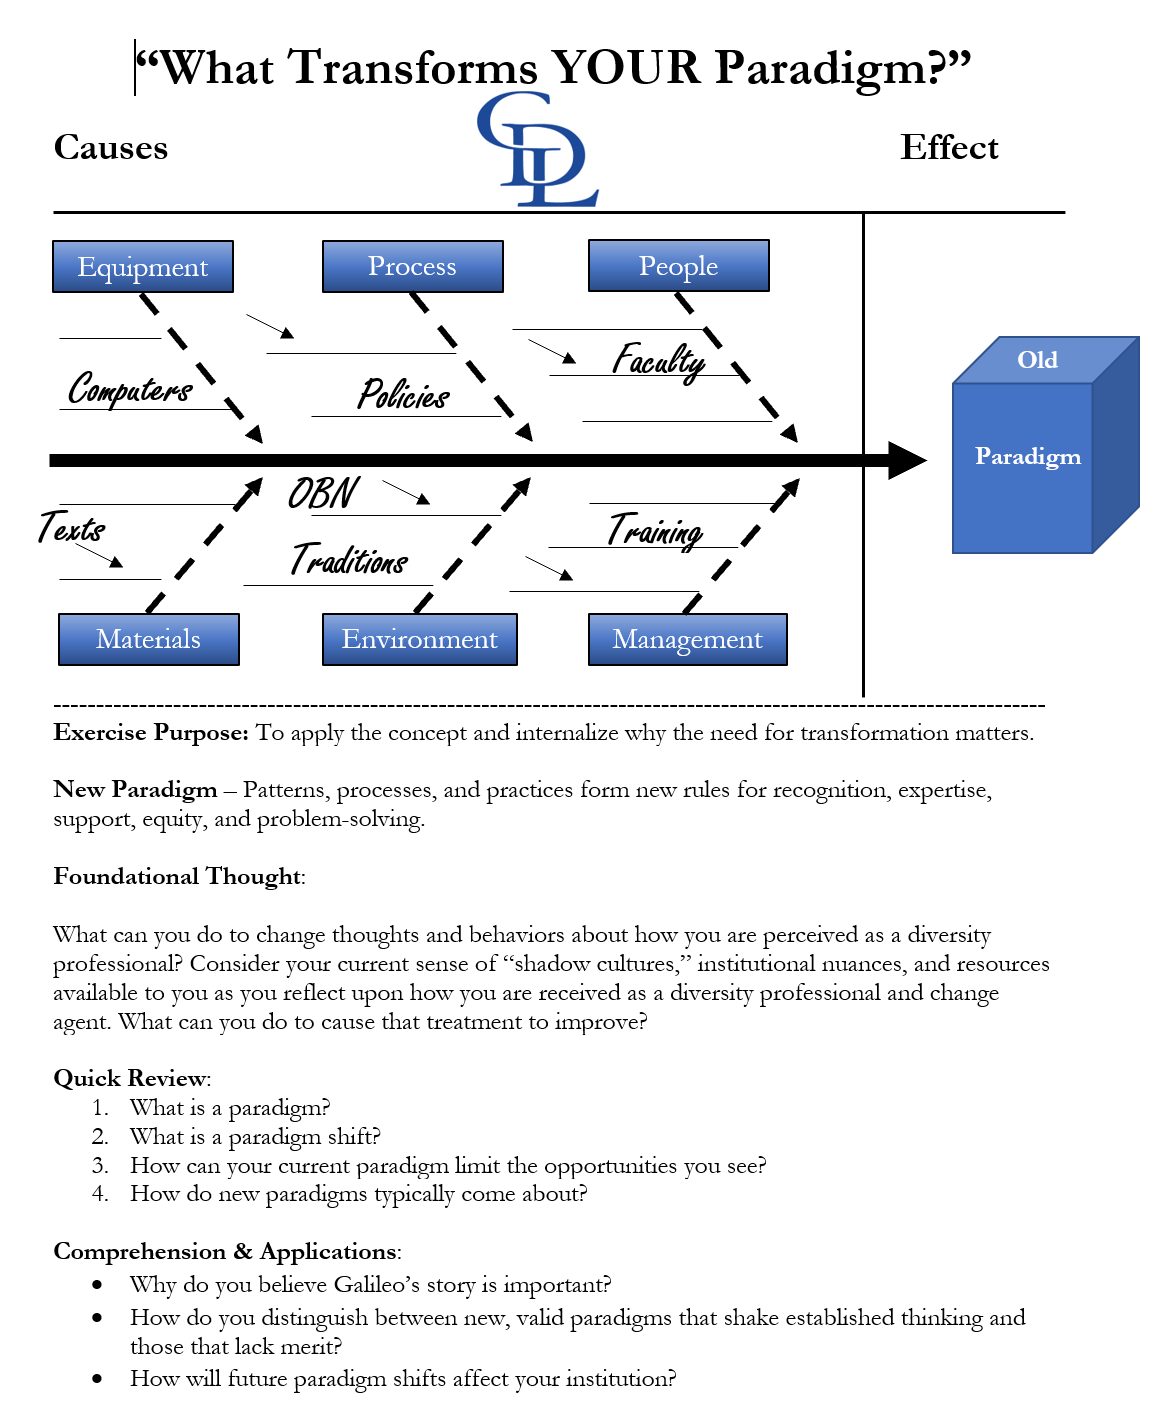 “What Transforms YOUR Paradigm?”
CDL
Causes
Effect
Equipment
Process
People
Computers
Policies
Faculty
Old
Paradigm
Texts
OBN
Traditions
Training
Materials
Environment
Management
Exercise Purpose: To apply the concept and internalize why the need for transformation matters.
New Paradigm – Patterns, processes, and practices form new rules for recognition, expertise,
support, equity, and problem-solving.
Foundational Thought:
What can you do to change thoughts and behaviors about how you are perceived as a diversity
professional? Consider your current sense of “shadow cultures,” institutional nuances, and resources
available to you as you reflect upon how you are received as a diversity professional and change
agent. What can you do to cause that treatment to improve?
Quick Review:
1. What is a paradigm?
2. What is a paradigm shift?
3. How can your current paradigm limit the opportunities you see?
4. How do new paradigms typically come about?
Comprehension & Applications:
• Why do you believe Galileo’s story is important?
• How do you distinguish between new, valid paradigms that shake established thinking and
those that lack merit?
• How will future paradigm shifts affect your institution?